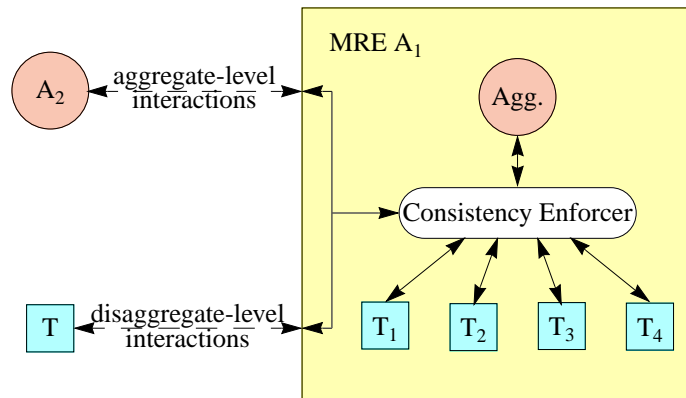 MRE A₁
A₂
aggregate-level
interactions
Agg.
Consistency Enforcer
T
disaggregate-level
interactions
T₁
T₂
T₃
T₄